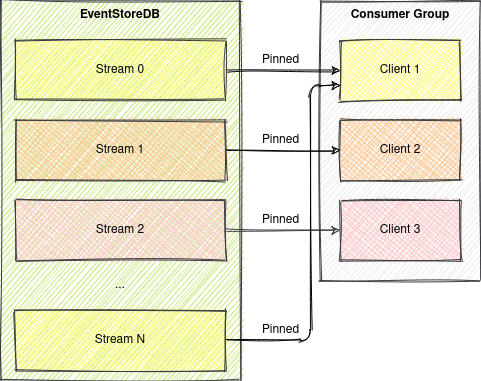 EventStoreDB
Consumer Group
Stream 0
Pinned
Client 1
Stream 1
Pinned
Client 2
Stream 2
Pinned
Client 3
...
Stream N
Pinned